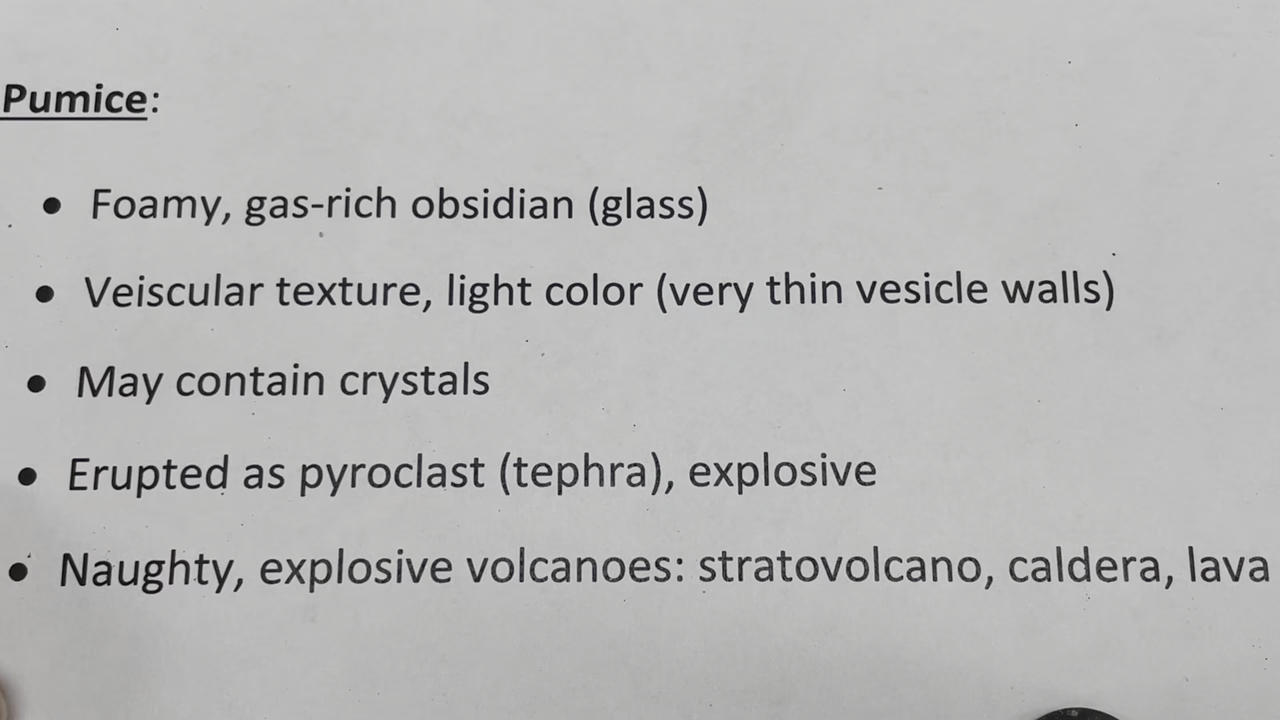 Pumice:
• Foamy, gas-rich obsidian (glass)
• Veiscular texture, light color (very thin vesicle walls)
• May contain crystals
• Erupted as pyroclast (tephra), explosive
• Naughty, explosive volcanoes: stratovolcano, caldera, lava